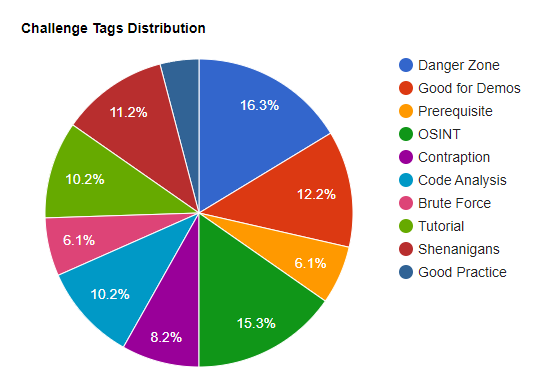 Challenge Tags Distribution
16.3%
12.2%
6.1%
15.3%
8.2%
10.2%
6.1%
10.2%
11.2%
Danger Zone
Good for Demos
Prerequisite
OSINT
Contraption
Code Analysis
Brute Force
Tutorial
Shenanigans
Good Practice